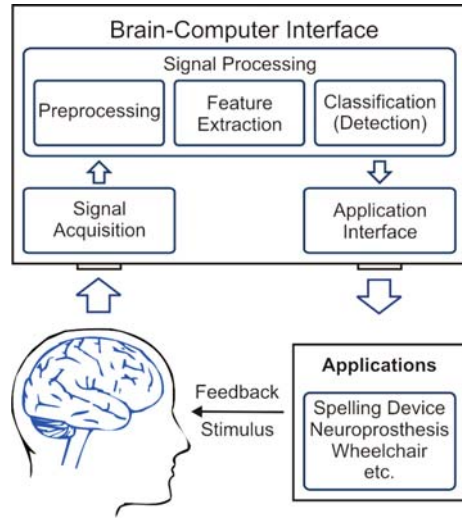 Brain-Computer Interface
Signal Processing
Preprocessing
Feature
Extraction
Classification
(Detection)
Signal
Acquisition
Application
Interface
Applications
Spelling Device
Neuroprosthesis
Wheelchair
etc.
Feedback
Stimulus